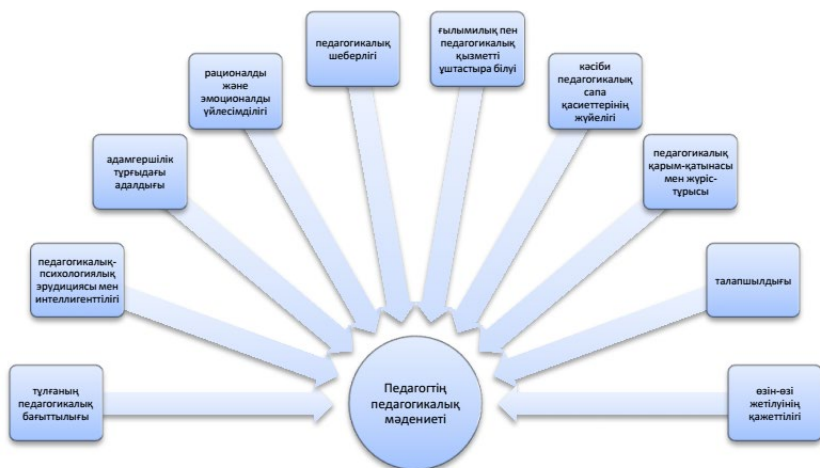 тұлғаның
педагогикалық
бағыттылығы
педагогикалық-
психологиялық
эрудициясы мен
интеллигенттілігі
адамгершілік
тұрғыдағы
адалдығы
рационалды
және
эмоционалды
үйлесімділігі
педагогикалық
шеберлігі
ғылымилық пен
педагогикалық
қызметті
ұштастыра білуі
кәсіби
педагогикалық
сапа
қасиеттерінің
жүйелігі
педагогикалық
қарым-қатынасы
мен жүріс-
тұрысы
талапшылдығы
өзін-өзі
жетілуінің
қажеттілігі
Педагогтің
педагогикалық
мәдениеті